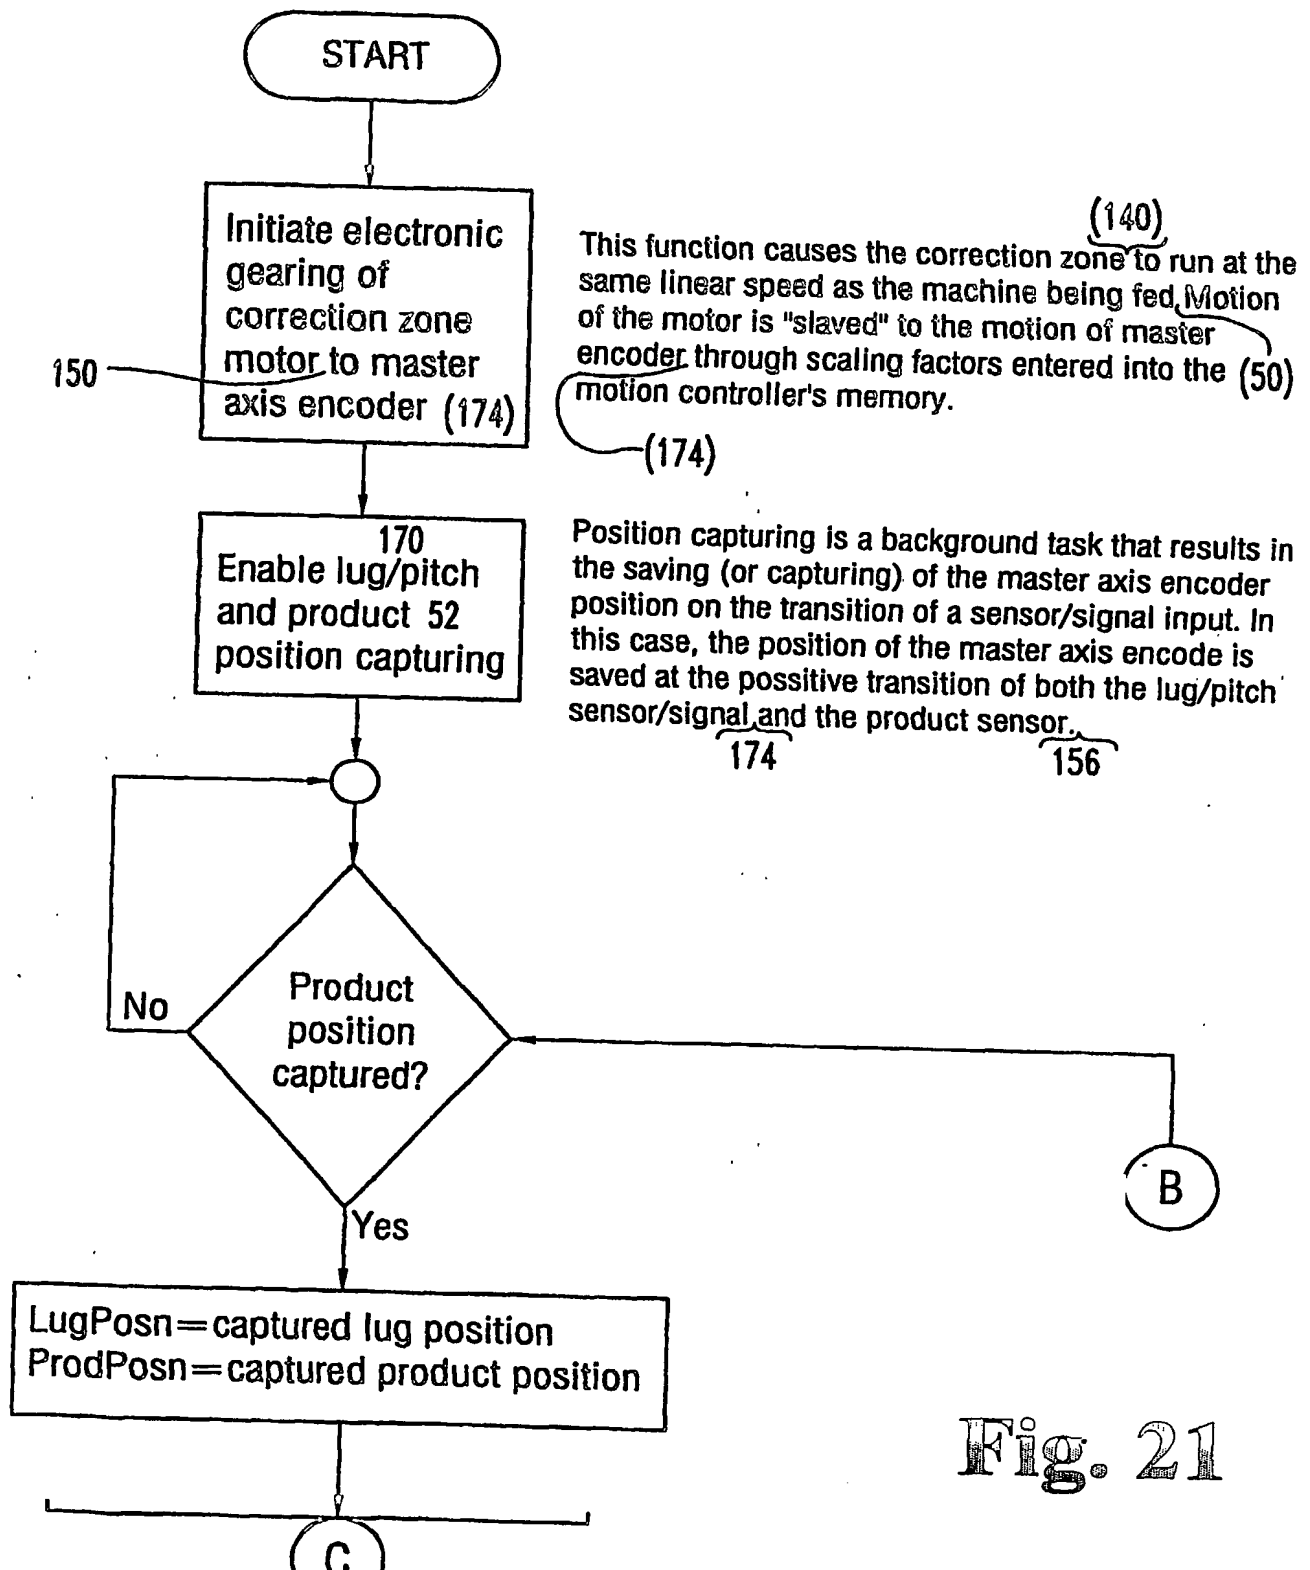 START
Initiate electronic
gearing of
correction zone
motor to master
axis encoder (174)
150
(140)
This function causes the correction zone to run at the
same linear speed as the machine being fed. Motion
of the motor is "slaved" to the motion of master
encoder through scaling factors entered into the (50)
motion controller's memory.
(174)
170
Enable lug/pitch
and product 52
position capturing
Position capturing is a background task that results in
the saving (or capturing) of the master axis encoder
position on the transition of a sensor/signal input. In
this case, the position of the master axis encode is
saved at the possitive transition of both the lug/pitch
sensor/signal and the product sensor.
174
156
No
Product
position
captured?
B
Yes
LugPosn=captured lug position
ProdPosn=captured product position
Fig. 21
C